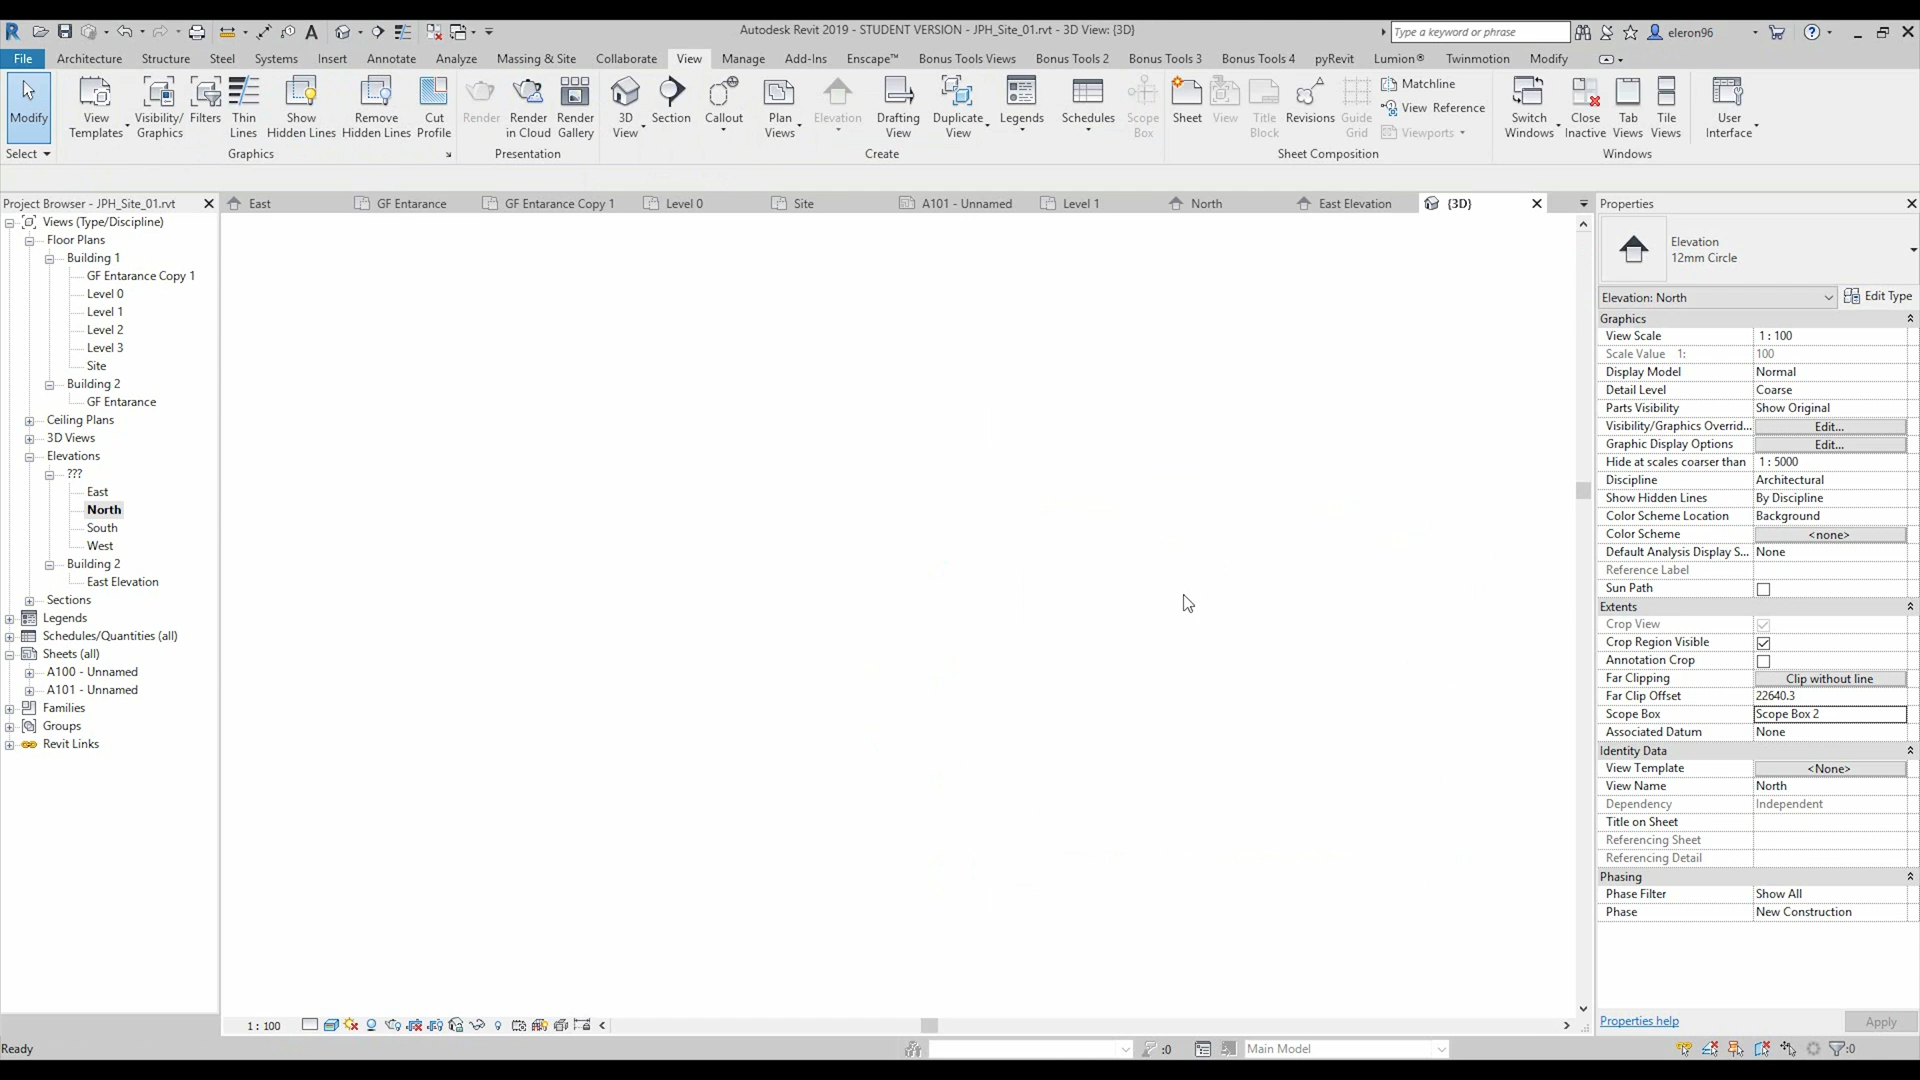 Autodesk Revit 2019 - STUDENT VERSION - JPH_Site_01.rvt - 3D View: {3D}
Type a keyword or phrase
eleron96
File Architecture Structure Steel Systems Insert Annotate Analyze Massing & Site Collaborate View Manage Add-Ins Enscape™ Bonus Tools Views Bonus Tools 2 Bonus Tools 3 Bonus Tools 4 pyRevit Lumion® Twinmotion Modify
Modify
View Templates
Visibility/ Graphics
Filters
Thin Lines
Show Hidden Lines
Remove Hidden Lines
Cut Profile
Render
Render in Cloud
Render Gallery
3D View
Section
Callout
Plan Views
Elevation
Drafting View
Duplicate View
Legends
Schedules
Scope Box
Sheet
View
Title Block
Revisions
Guide Grid
Matchline
View Reference
Viewports
Switch Windows
Close Inactive
Tab Views
Tile Views
User Interface
Select Graphics Presentation Create Sheet Composition Windows
Project Browser - JPH_Site_01.rvt
East GF Entarance GF Entarance Copy 1 Level 0 Site A101 - Unnamed Level 1 North East Elevation {3D}
Views (Type/Discipline)
Floor Plans
Building 1
GF Entarance Copy 1
Level 0
Level 1
Level 2
Level 3
Site
Building 2
GF Entarance
Ceiling Plans
3D Views
Elevations
???
East
North
South
West
Building 2
East Elevation
Sections
Legends
Schedules/Quantities (all)
Sheets (all)
A100 - Unnamed
A101 - Unnamed
Families
Groups
Revit Links
Properties
Elevation
12mm Circle
Elevation: North Edit Type
Graphics
View Scale 1 : 100
Scale Value 1: 100
Display Model Normal
Detail Level Coarse
Parts Visibility Show Original
Visibility/Graphics Overrid... Edit...
Graphic Display Options Edit...
Hide at scales coarser than 1 : 5000
Discipline Architectural
Show Hidden Lines By Discipline
Color Scheme Location Background
Color Scheme <none>
Default Analysis Display S... None
Reference Label
Sun Path
Extents
Crop View
Crop Region Visible
Annotation Crop
Far Clipping Clip without line
Far Clip Offset 22640.3
Scope Box Scope Box 2
Associated Datum None
Identity Data
View Template <None>
View Name North
Dependency Independent
Title on Sheet
Referencing Sheet
Referencing Detail
Phasing
Phase Filter Show All
Phase New Construction
Properties help Apply
1 : 100
Ready
:0
Main Model
:0